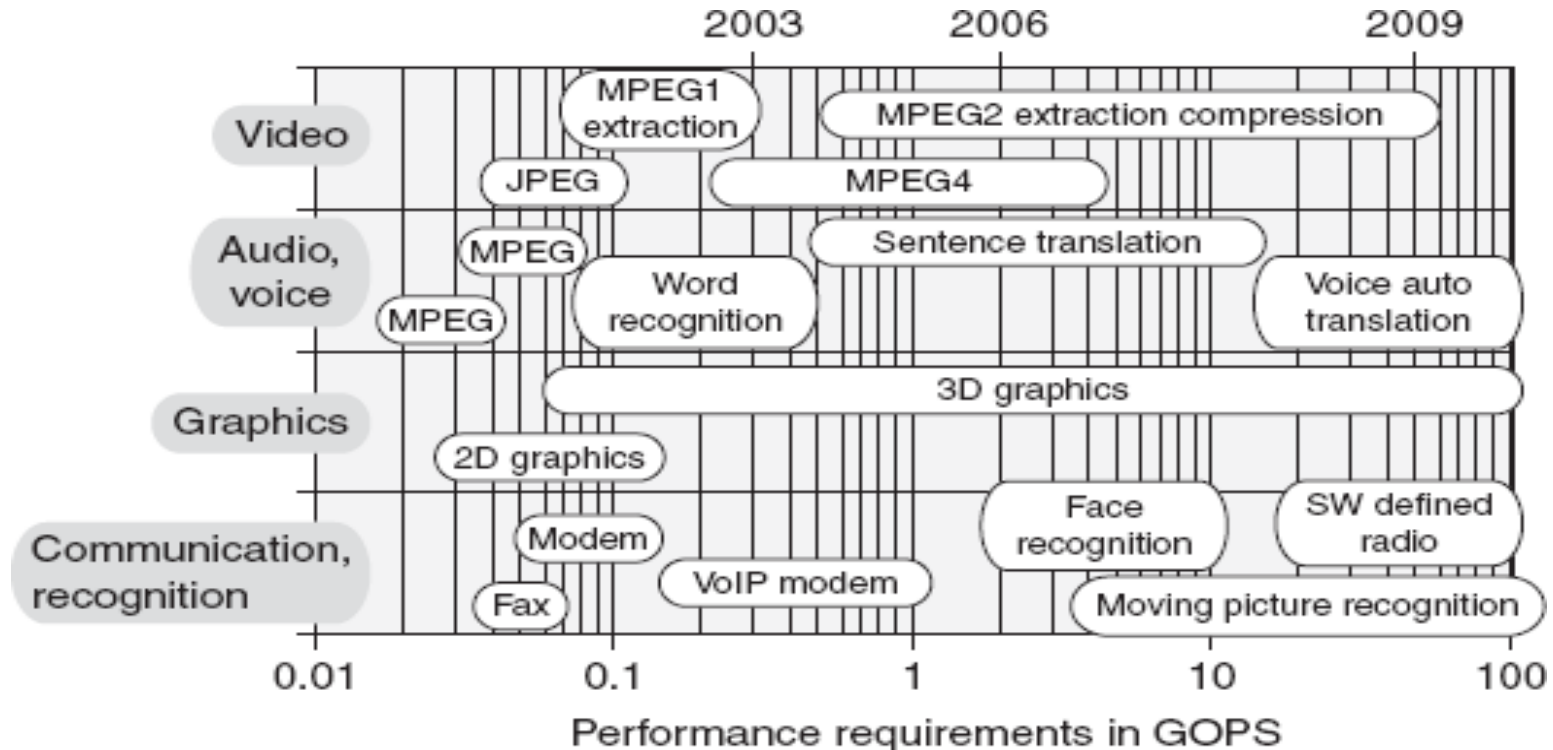 2003 2006 2009
Video
MPEG1
extraction
MPEG2 extraction compression
JPEG
MPEG4
Audio,
voice
MPEG
Sentence translation
MPEG
Word
recognition
Voice auto
translation
Graphics
3D graphics
2D graphics
Communication,
recognition
Modem
Fax
VoIP modem
Face
recognition
SW defined
radio
Moving picture recognition
0.01 0.1 1 10 100
Performance requirements in GOPS